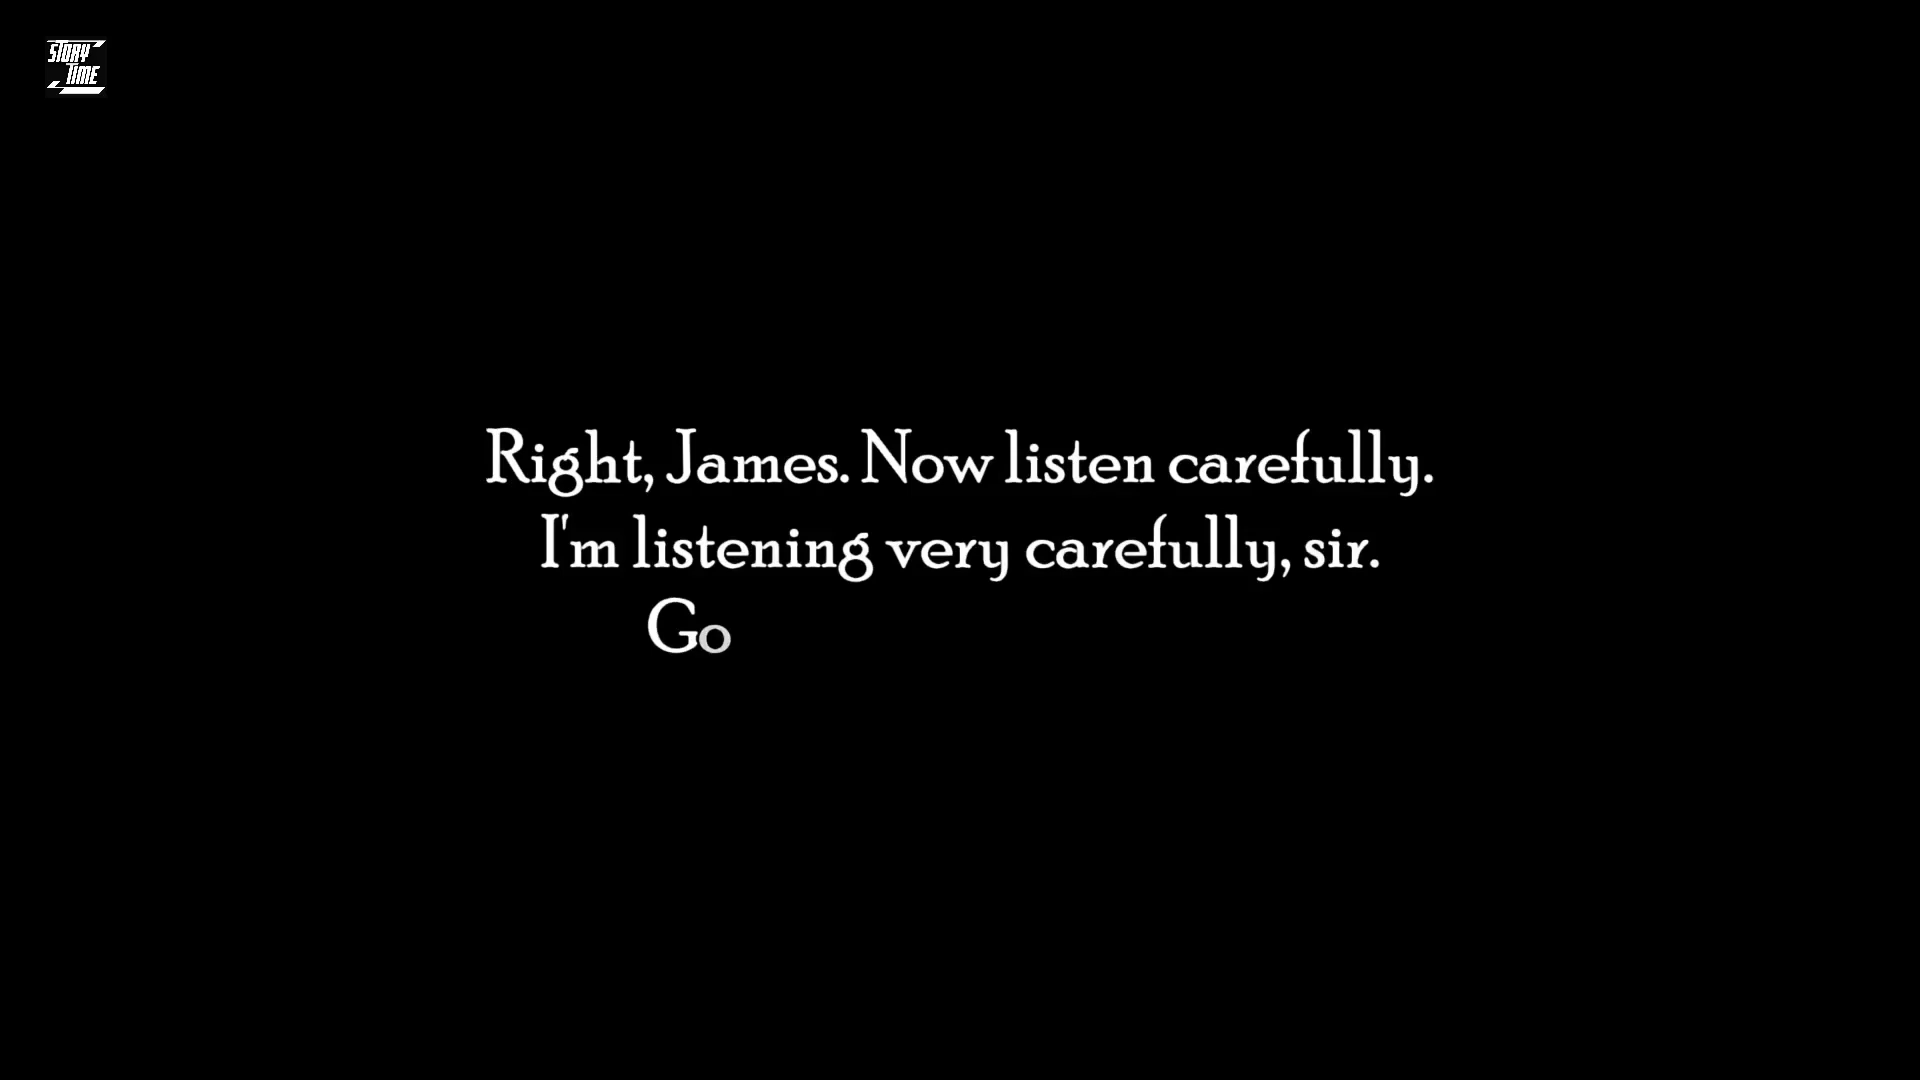 STORY
TIME
Right, James. Now listen carefully.
I'm listening very carefully, sir.
Go